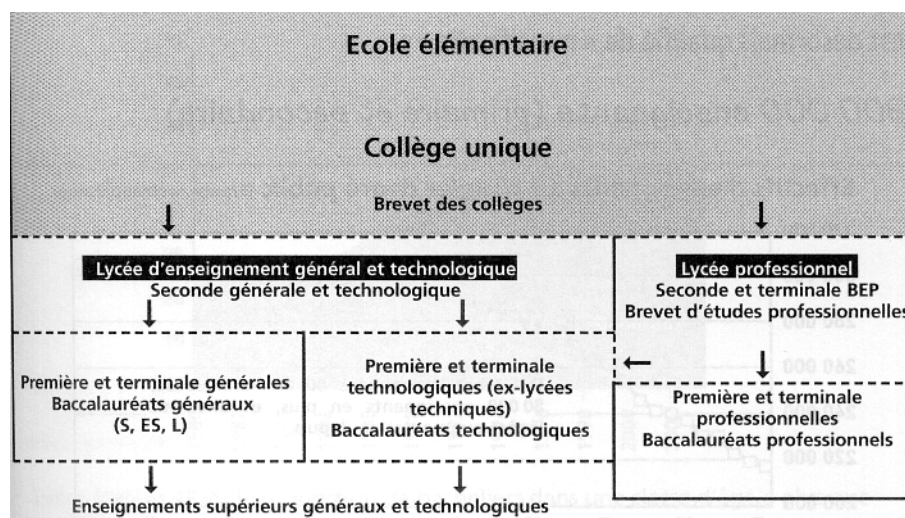 Ecole élémentaire
Collège unique
Brevet des collèges
Lycée d'enseignement général et technologique
Seconde générale et technologique
Lycée professionnel
Seconde et terminale BEP
Brevet d'études professionnelles
Première et terminale générales
Baccalauréats généraux
(S, ES, L)
Première et terminale
technologiques (ex-lycées
techniques)
Baccalauréats technologiques
Première et terminale
professionnelles
Baccalauréats professionnels
Enseignements supérieurs généraux et technologiques